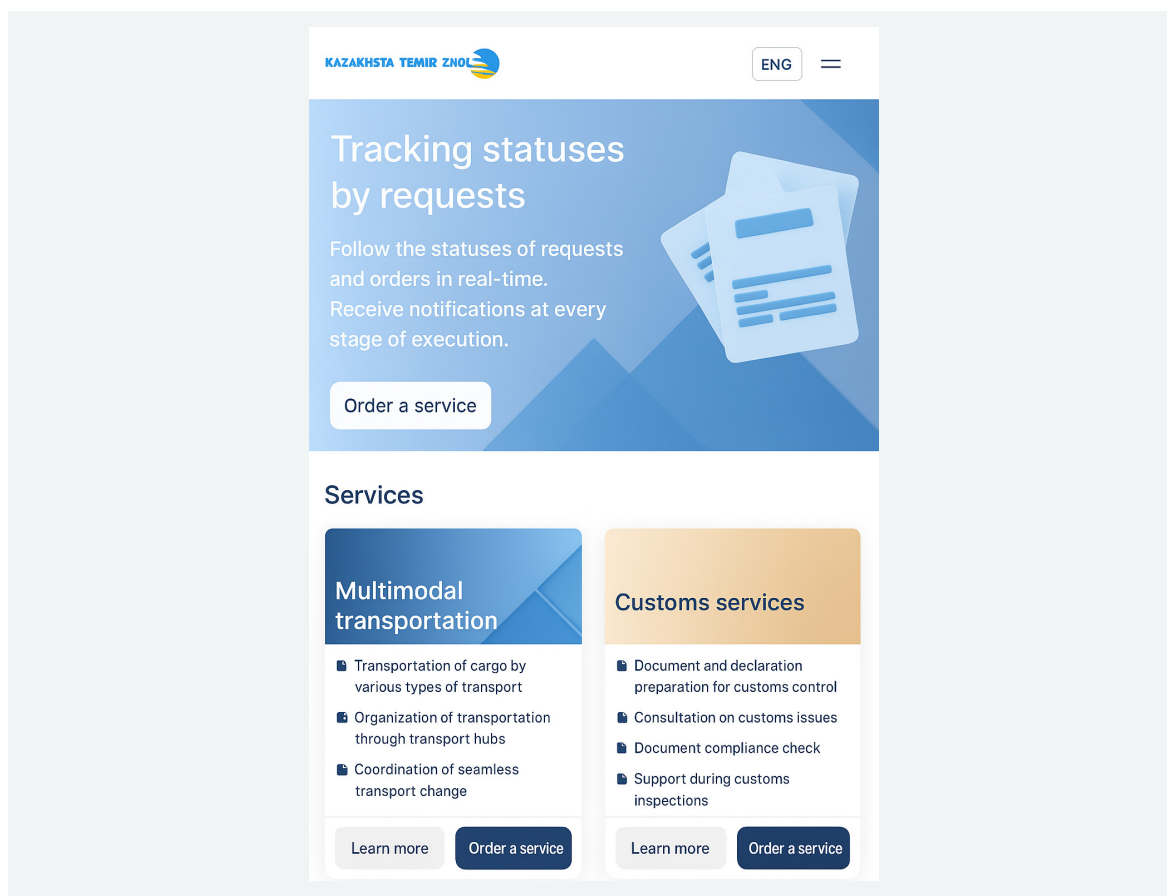 KAZAKHSTA TEMIR ZNOL
ENG
Tracking statuses
by requests
Follow the statuses of requests
and orders in real-time.
Receive notifications at every
stage of execution.
Order a service
Services
Multimodal
transportation
Transportation of cargo by
various types of transport
Organization of transportation
through transport hubs
Coordination of seamless
transport change
Learn more
Order a service
Customs services
Document and declaration
preparation for customs control
Consultation on customs issues
Document compliance check
Support during customs
inspections
Learn more
Order a service